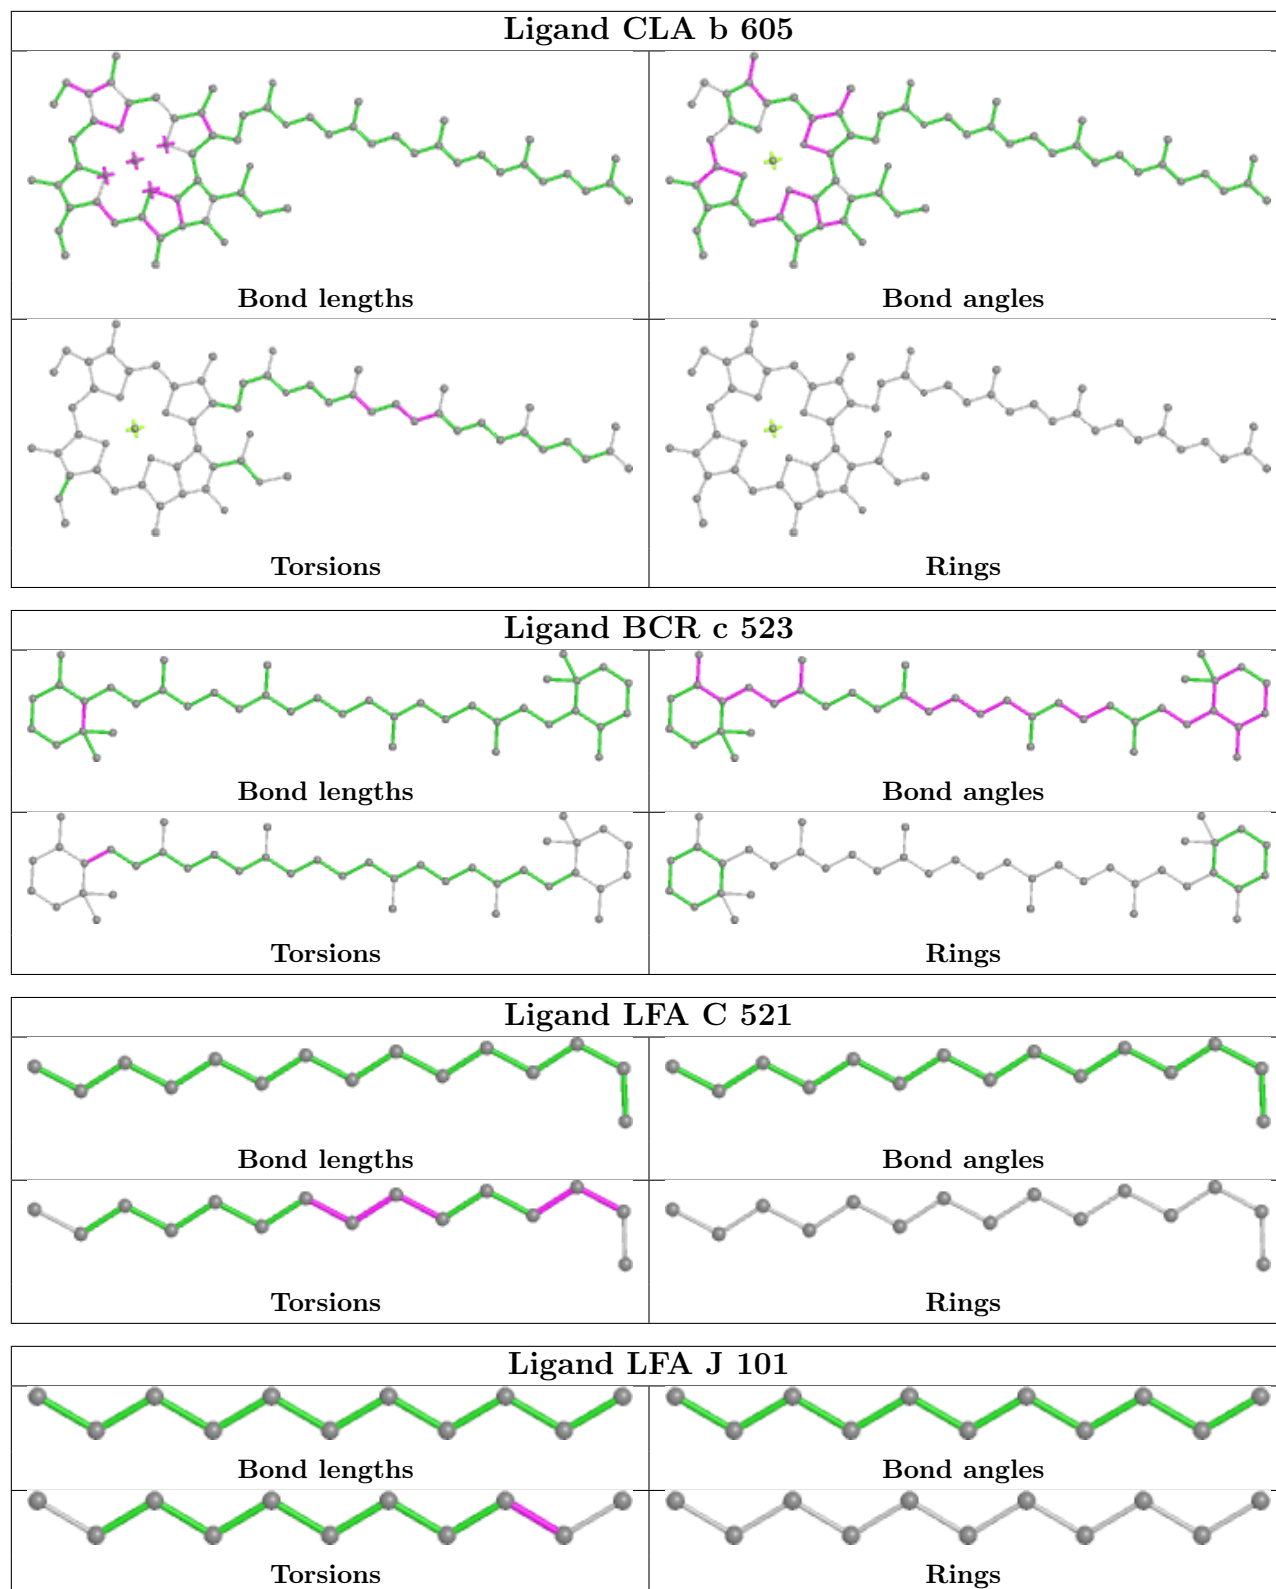 Ligand CLA b 605
Bond lengths
Bond angles
Torsions
Rings
Ligand BCR c 523
Bond lengths
Bond angles
Torsions
Rings
Ligand LFA C 521
Bond lengths
Bond angles
Torsions
Rings
Ligand LFA J 101
Bond lengths
Bond angles
Torsions
Rings